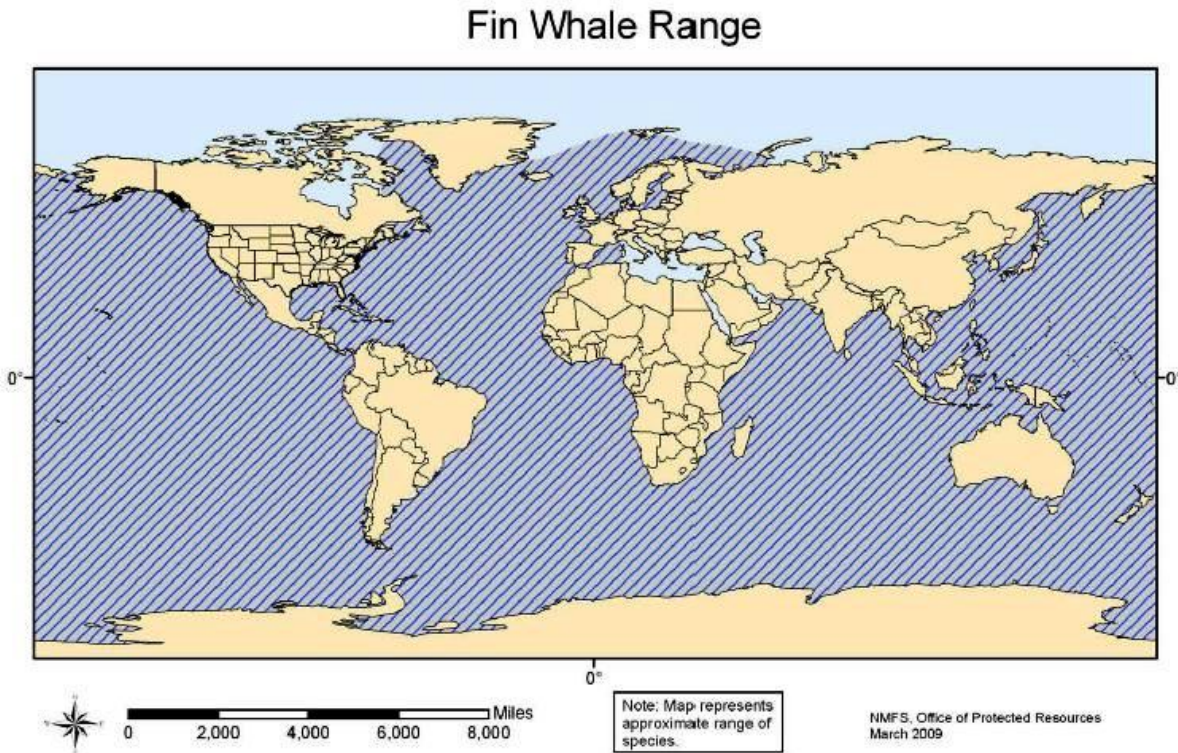 Fin Whale Range
0°
0°
0°
Miles
0 2,000 4,000 6,000 8,000
Note: Map represents
approximate range of
species.
NMFS, Office of Protected Resources
March 2009